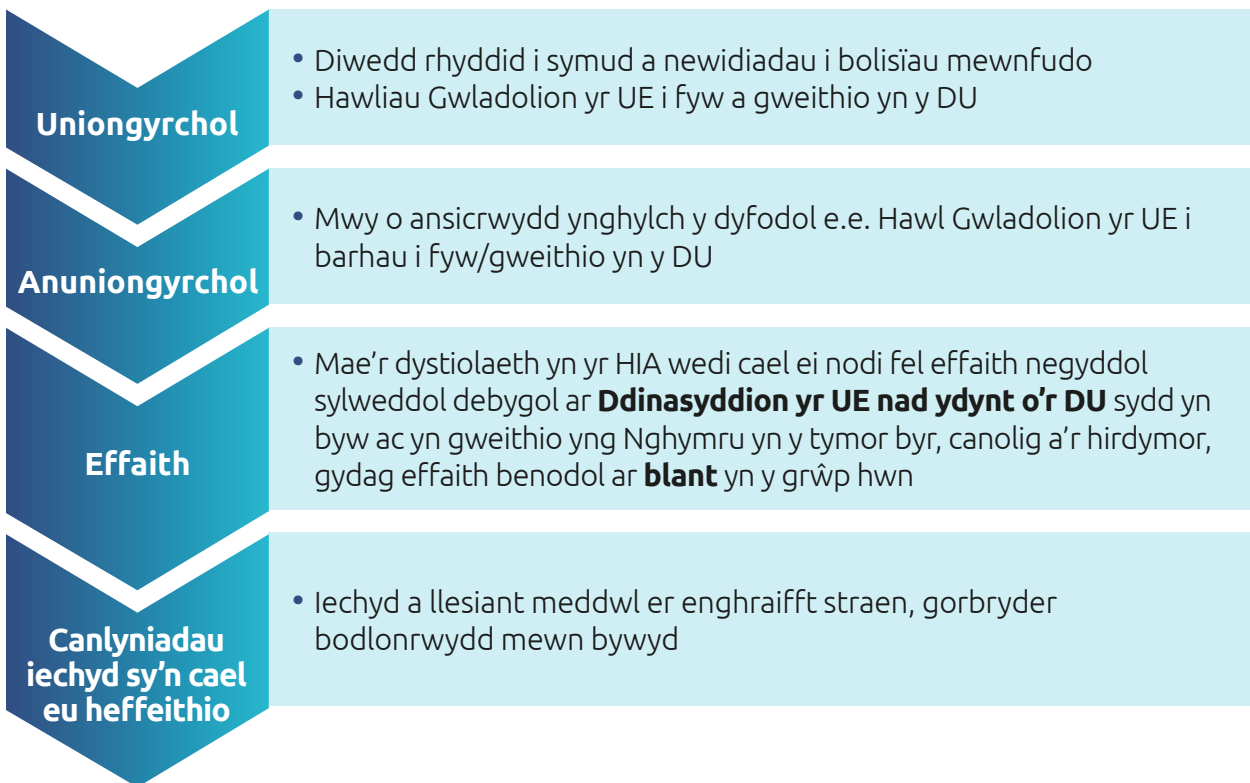 Uniongyrchol
• Diwedd rhyddid i symud a newidiadau i bolisïau mewnfudo
• Hawliau Gwladolion yr UE i fyw a gweithio yn y DU
Anuniongyrchol
• Mwy o ansicrwydd ynghylch y dyfodol e.e. Hawl Gwladolion yr UE i
barhau i fyw/gweithio yn y DU
Effaith
• Mae’r dystiolaeth yn yr HIA wedi cael ei nodi fel effaith negyddol
sylweddol debygol ar Ddinasyddion yr UE nad ydynt o’r DU sydd yn
byw ac yn gweithio yng Nghymru yn y tymor byr, canolig a’r hirdymor,
gydag effaith benodol ar blant yn y grŵp hwn
Canlyniadau
iechyd sy’n cael
eu heffeithio
• Iechyd a llesiant meddwl er enghraifft straen, gorbryder
bodlonrwydd mewn bywyd